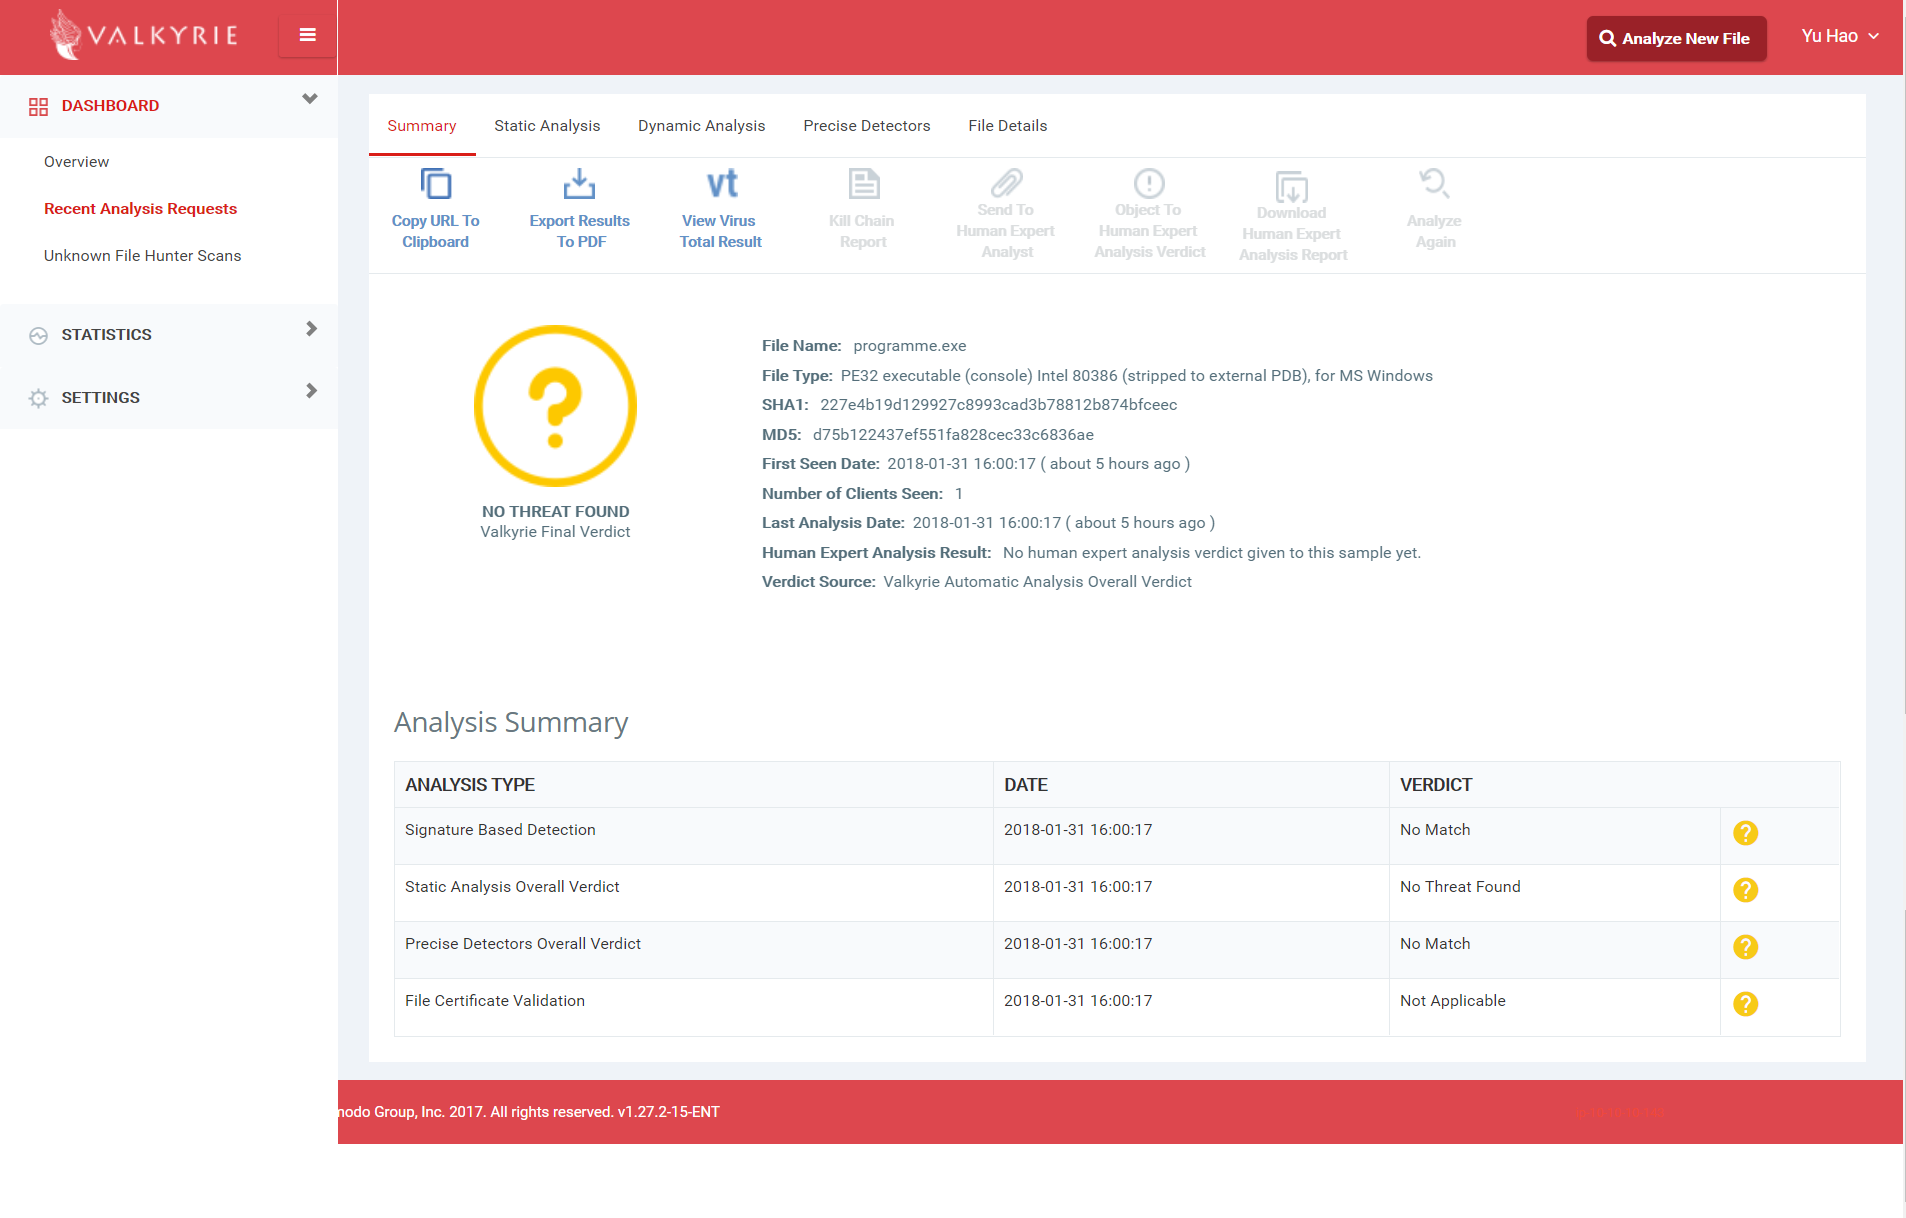 VALKYRIE
Analyze New File
Yu Hao
DASHBOARD
Overview
Recent Analysis Requests
Unknown File Hunter Scans
STATISTICS
SETTINGS
Summary Static Analysis Dynamic Analysis Precise Detectors File Details
Copy URL To
Clipboard
Export Results
To PDF
vt
View Virus
Total Result
Kill Chain
Report
Send To
Human Expert
Analyst
Object To
Human Expert
Analysis Verdict
Download
Human Expert
Analysis Report
Analyze
Again
NO THREAT FOUND
Valkyrie Final Verdict
File Name: programme.exe
File Type: PE32 executable (console) Intel 80386 (stripped to external PDB), for MS Windows
SHA1: 227e4b19d129927c8993cad3b78812b874bfceec
MD5: d75b122437ef551fa828cec33c6836ae
First Seen Date: 2018-01-31 16:00:17 ( about 5 hours ago )
Number of Clients Seen: 1
Last Analysis Date: 2018-01-31 16:00:17 ( about 5 hours ago )
Human Expert Analysis Result: No human expert analysis verdict given to this sample yet.
Verdict Source: Valkyrie Automatic Analysis Overall Verdict
Analysis Summary
ANALYSIS TYPE DATE VERDICT
Signature Based Detection 2018-01-31 16:00:17 No Match ?
Static Analysis Overall Verdict 2018-01-31 16:00:17 No Threat Found ?
Precise Detectors Overall Verdict 2018-01-31 16:00:17 No Match ?
File Certificate Validation 2018-01-31 16:00:17 Not Applicable ?
modo Group, Inc. 2017. All rights reserved. v1.27.2-15-ENT